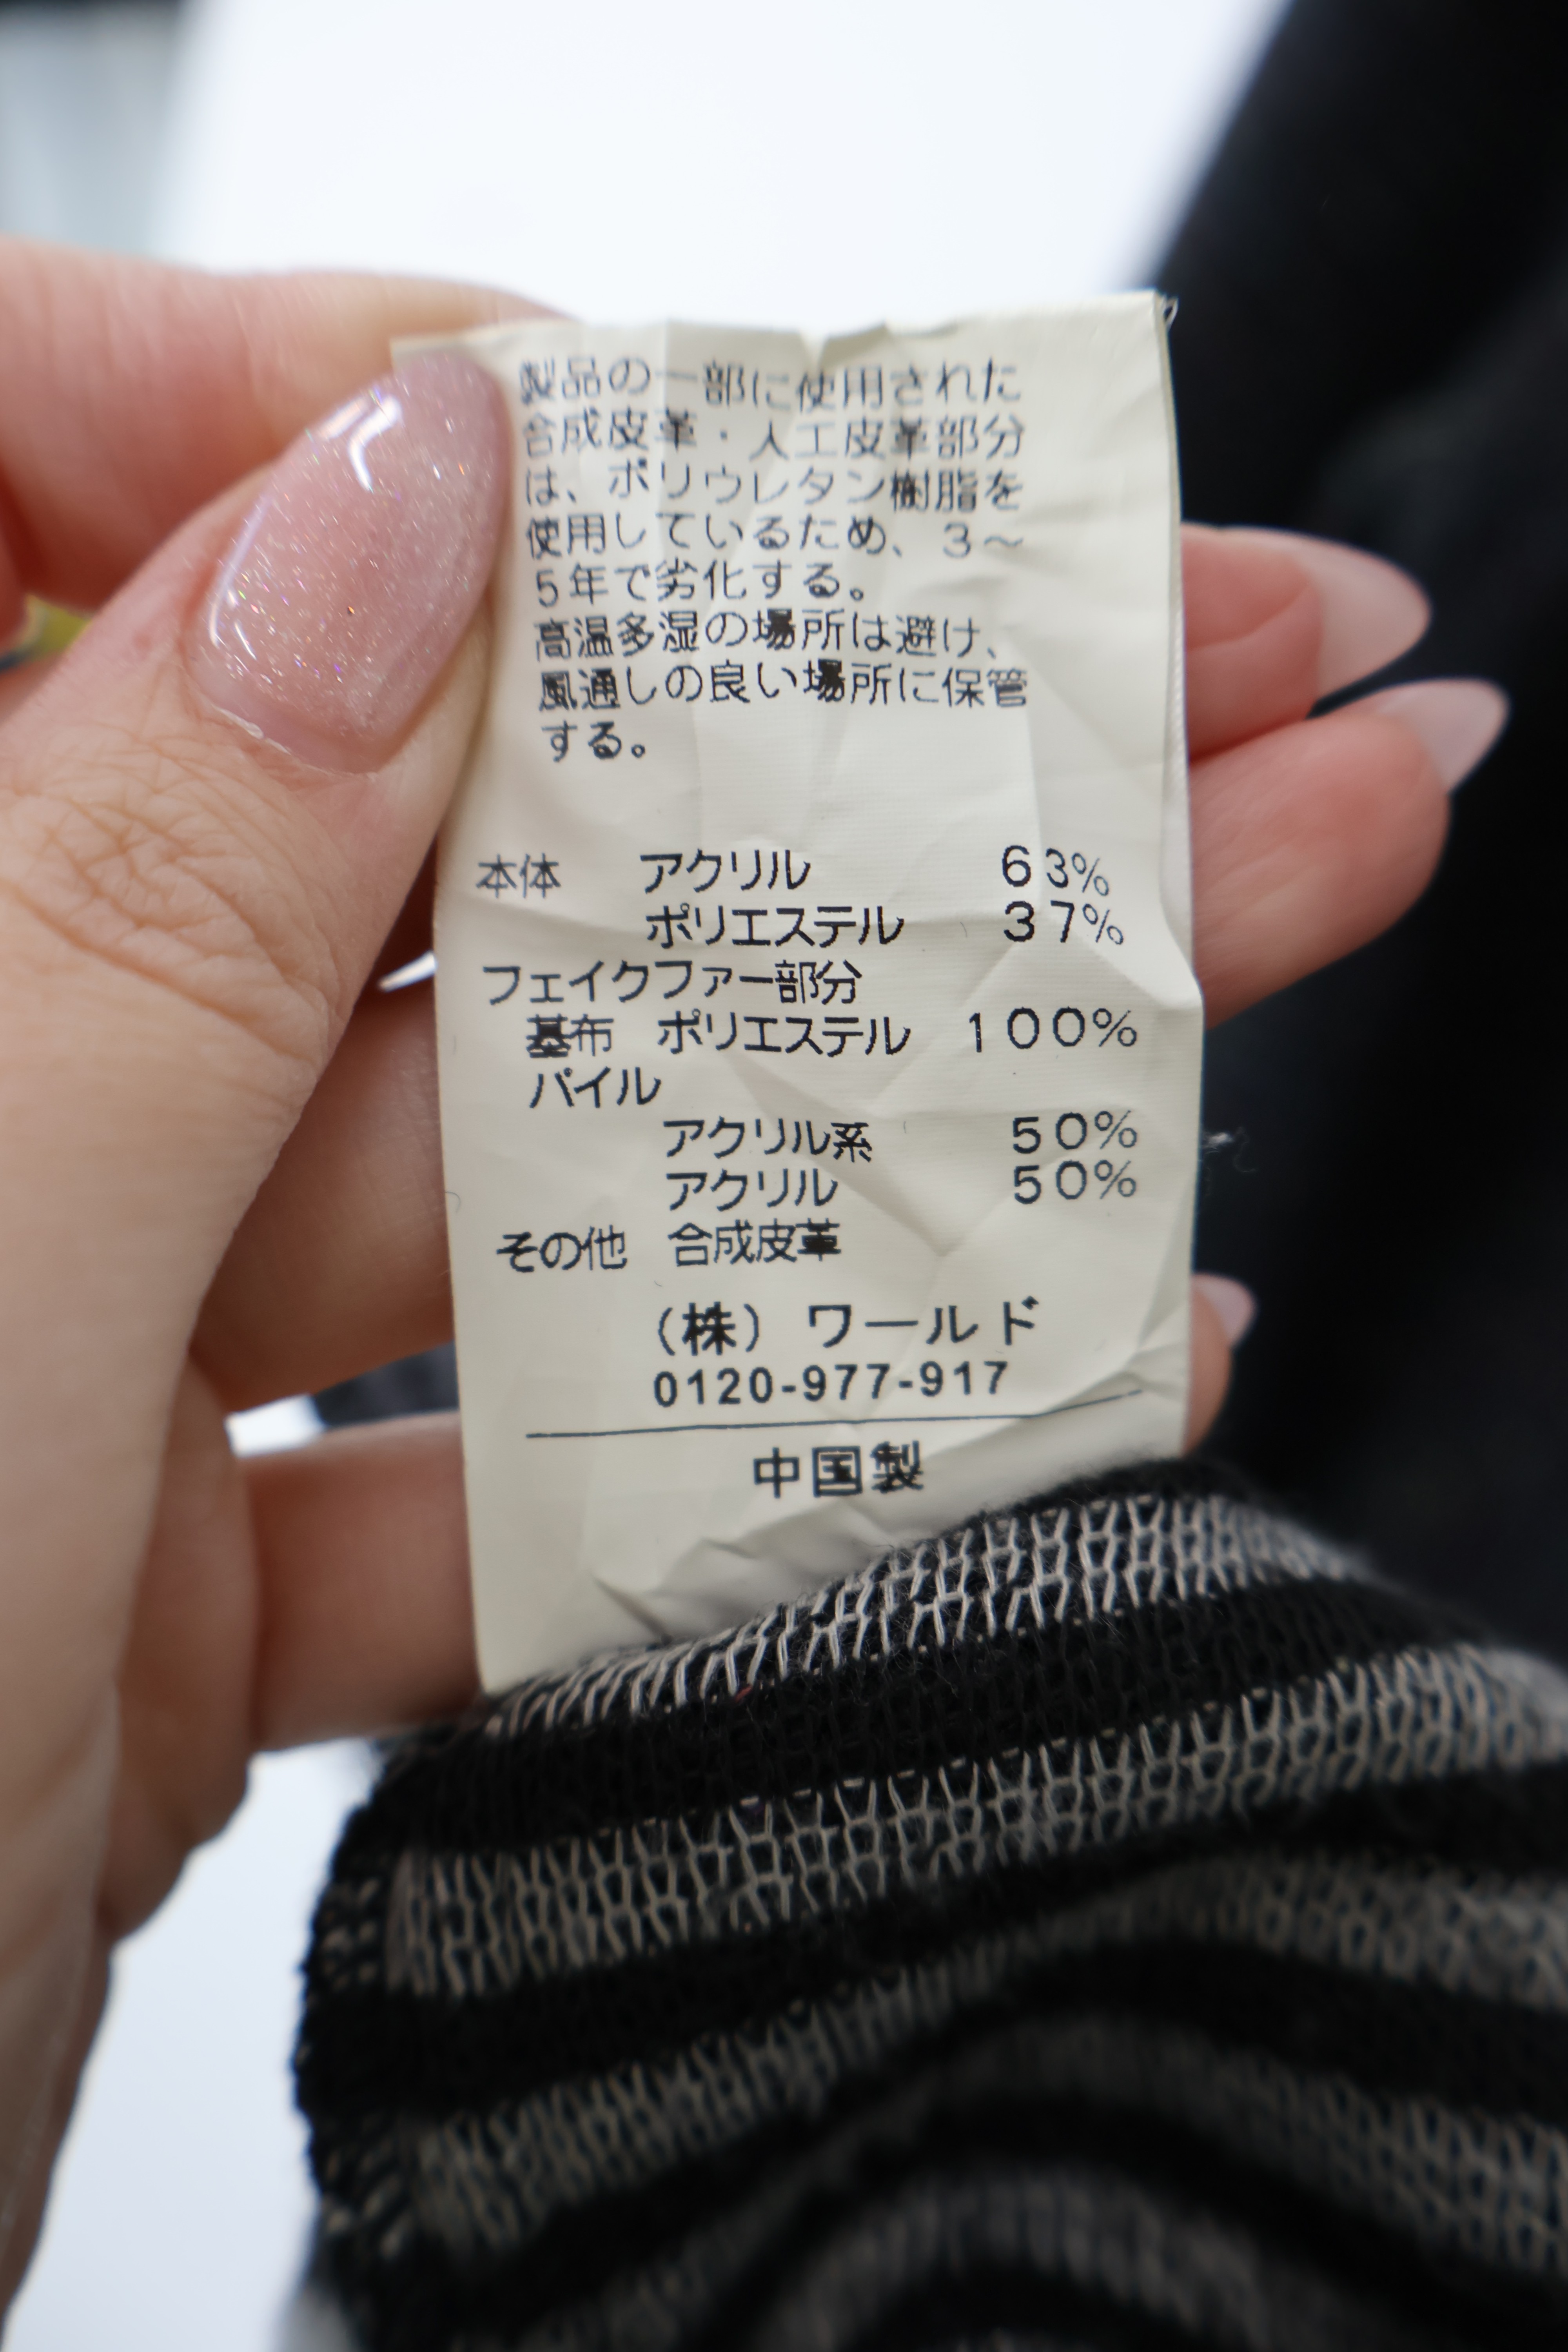 製品の一部に使用された
合成皮革・人工皮革部分
は、ポリウレタン樹脂を
使用しているため、3〜
5年で劣化する。
高温多湿の場所は避け、
風通しの良い場所に保管
する。
本体 アクリル 63%
ポリエステル 37%
フェイクファー部分
基布 ポリエステル 100%
パイル
アクリル系 50%
アクリル 50%
その他 合成皮革
(株) ワールド
0120-977-917
中国製